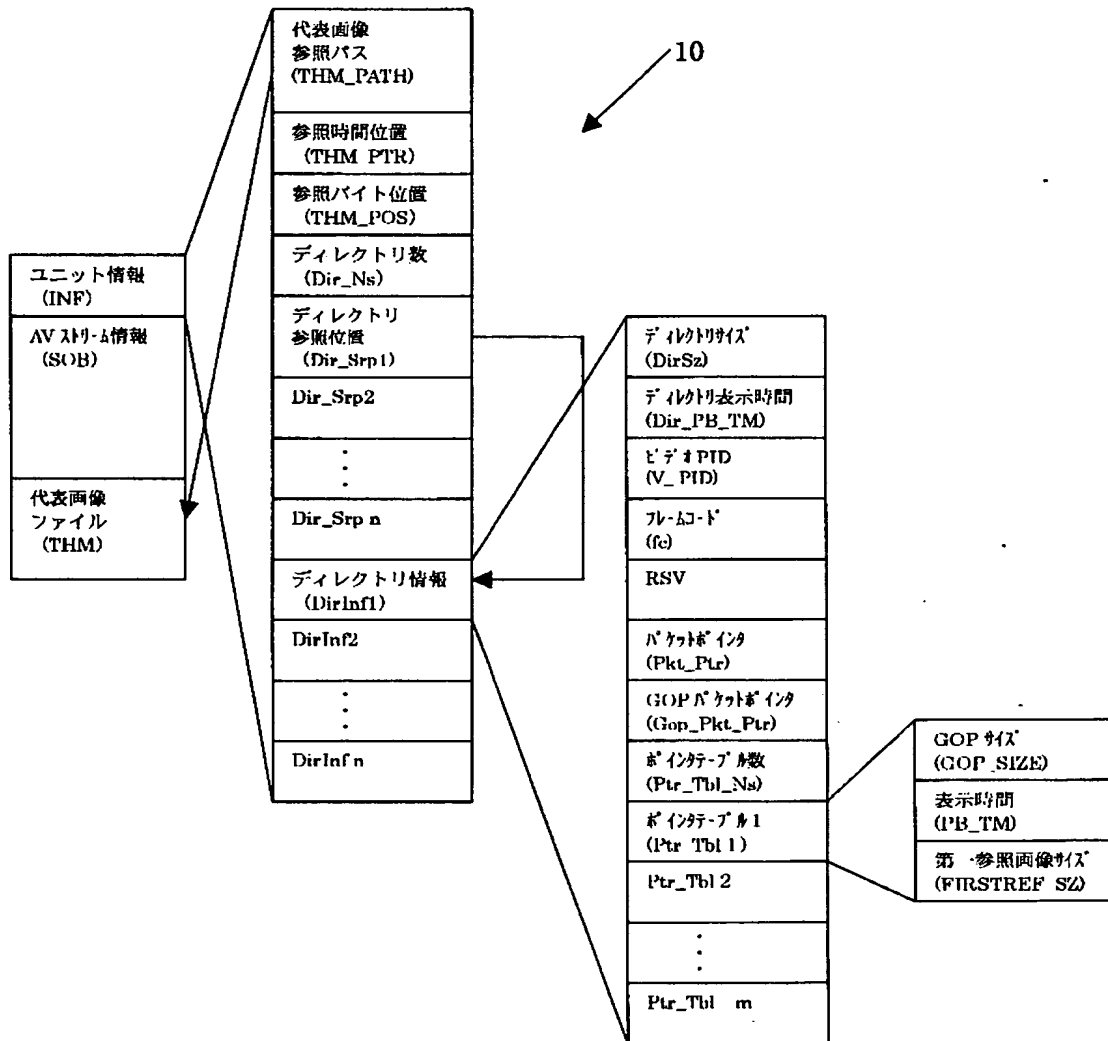 10
ユニット情報
(INF)
AVストリーム情報
(SOB)
代表画像
ファイル
(THM)
代表画像
参照パス
(THM_PATH)
参照時間位置
(THM_PTR)
参照バイト位置
(THM_POS)
ディレクトリ数
(Dir_Ns)
ディレクトリ
参照位置
(Dir_Srp1)
Dir_Srp2
Dir_Srp n
ディレクトリ情報
(DirInf1)
DirInf2
DirInf n
ディレクトリサイズ
(DirSz)
ディレクトリ表示時間
(Dir_PB_TM)
ビデオPID
(V_PID)
フレームコード
(fc)
RSV
パケットポインタ
(Pkt_Ptr)
GOPパケットポインタ
(Gop_Pkt_Ptr)
ポインタテーブル数
(Ptr_Tbl_Ns)
ポインタテーブル1
(Ptr_Tbl 1)
Ptr_Tbl 2
Ptr_Tbl m
GOPサイズ
(GOP_SIZE)
表示時間
(PB_TM)
第一参照画像サイズ
(FIRSTREF_SZ)